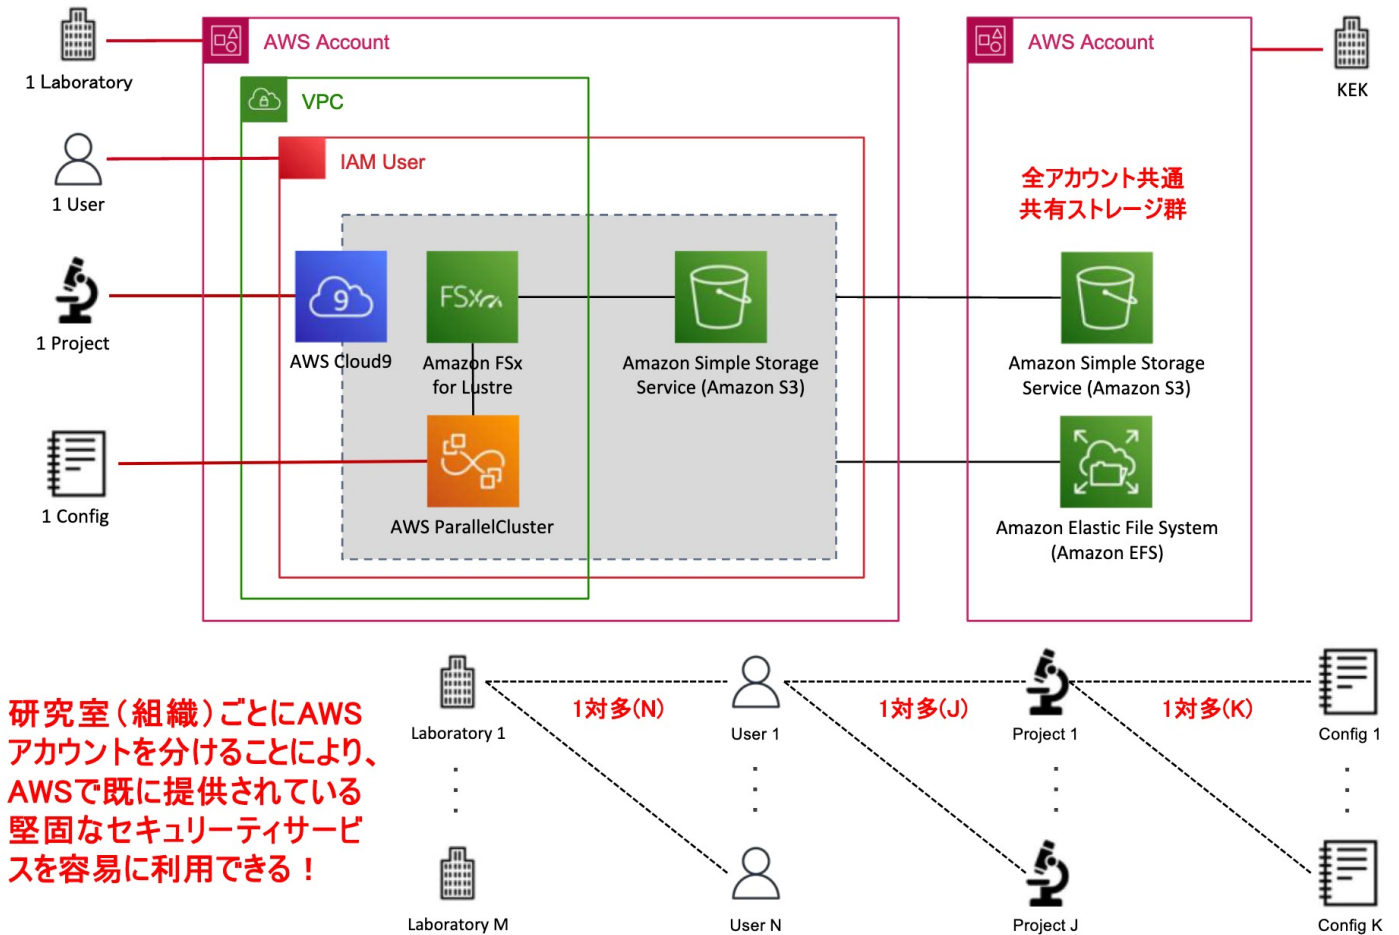 AWS Account
1 Laboratory
VPC
1 User
IAM User
1 Project
9
AWS Cloud9
FSx
Amazon FSx
for Lustre
Amazon Simple Storage
Service (Amazon S3)
1 Config
AWS ParallelCluster
AWS Account
KEK
全アカウント共通
共有ストレージ群
Amazon Simple Storage
Service (Amazon S3)
Amazon Elastic File System
(Amazon EFS)
研究室（組織）ごとにAWS
アカウントを分けることにより、
AWSで既に提供されている
堅固なセキュリーティサービ
スを容易に利用できる！
Laboratory 1
1対多(N)
User 1
1対多(J)
Project 1
1対多(K)
Config 1
Laboratory M
User N
Project J
Config K